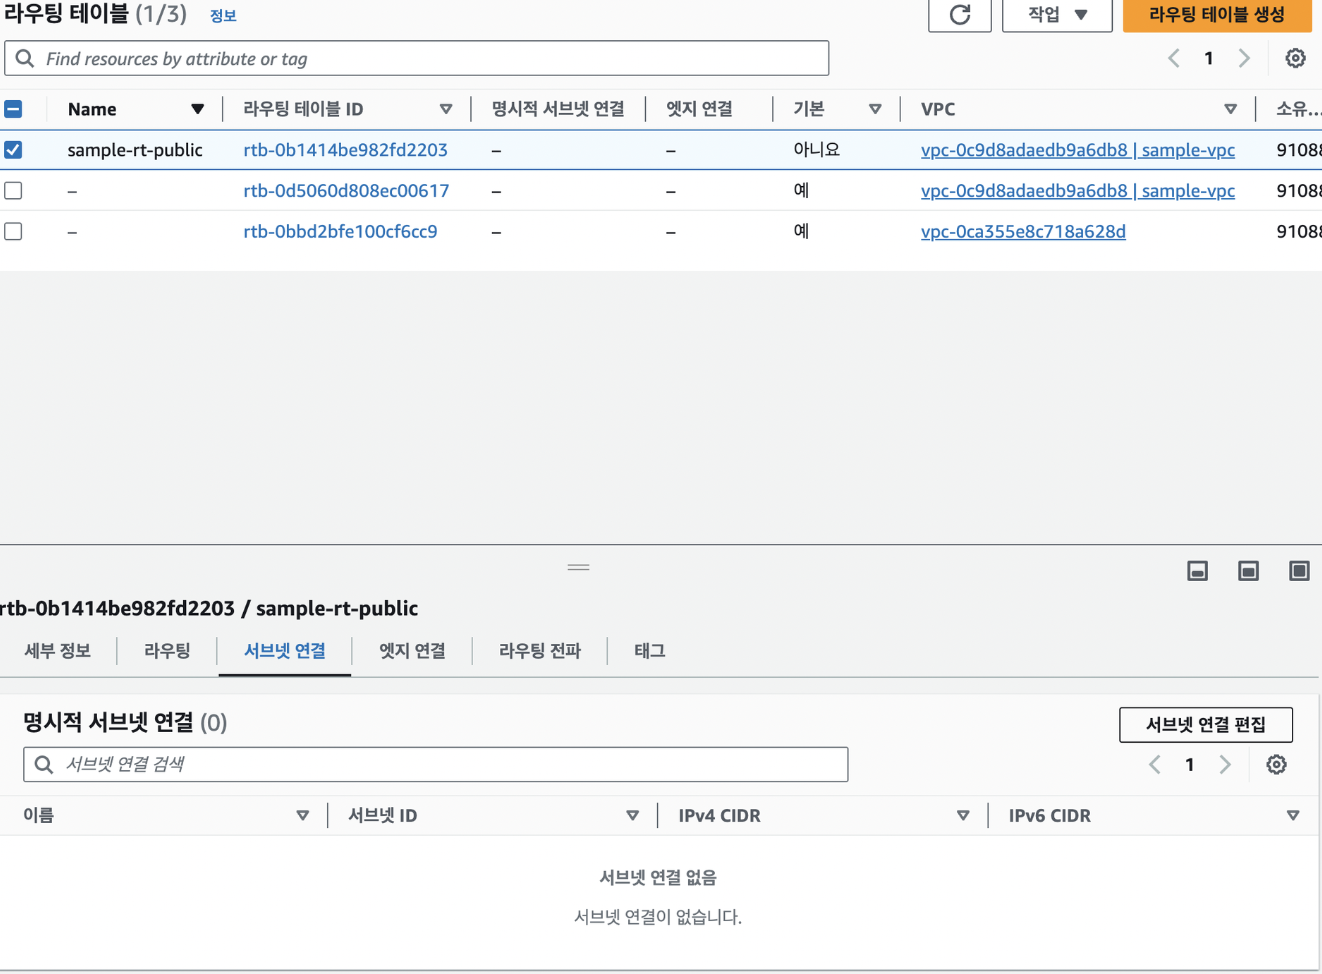 라우팅 테이블 (1/3) 정보 작업 라우팅 테이블 생성
Find resources by attribute or tag 1
Name 라우팅 테이블 ID 명시적 서브넷 연결 엣지 연결 기본 VPC 소유...
sample-rt-public rtb-0b1414be982fd2203 – – 아니요 vpc-0c9d8adaedb9a6db8 | sample-vpc 91088
– rtb-0d5060d808ec00617 – – 예 vpc-0c9d8adaedb9a6db8 | sample-vpc 91088
– rtb-0bbd2bfe100cf6cc9 – – 예 vpc-0ca355e8c718a628d 91088
rtb-0b1414be982fd2203 / sample-rt-public
세부 정보 라우팅 서브넷 연결 엣지 연결 라우팅 전파 태그
명시적 서브넷 연결 (0) 서브넷 연결 편집
서브넷 연결 검색 1
이름 서브넷 ID IPv4 CIDR IPv6 CIDR
서브넷 연결 없음
서브넷 연결이 없습니다.